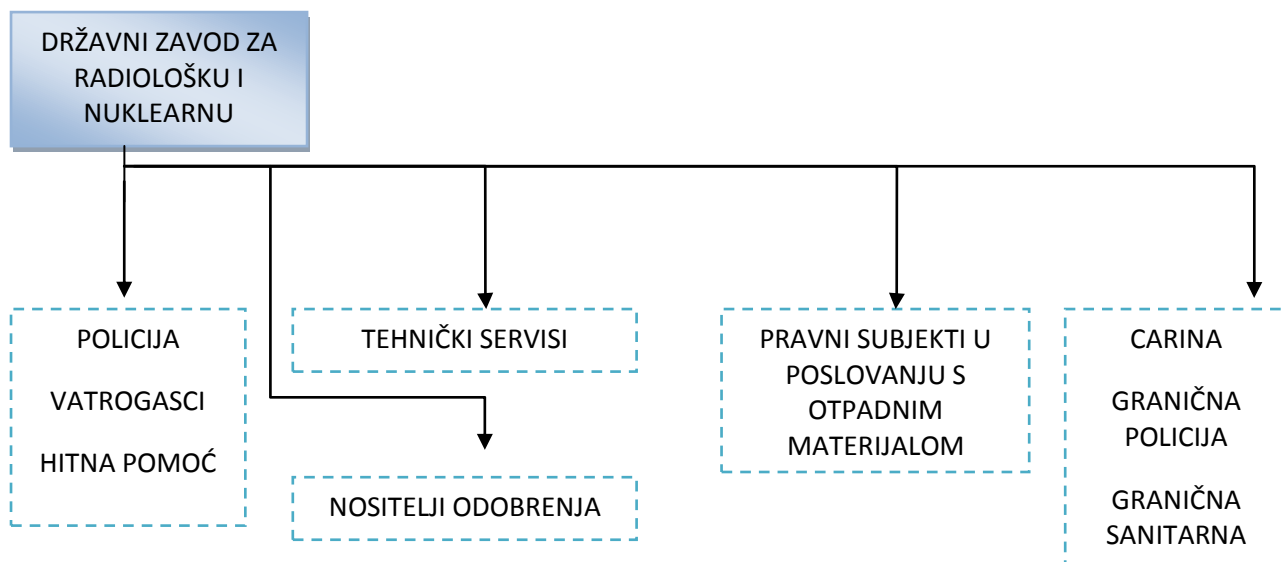 DRŽAVNI ZAVOD ZA
RADIOLOŠKU I
NUKLEARNU
POLICIJA
VATROGASCI
HITNA POMOĆ
TEHNIČKI SERVISI
NOSITELJI ODOBRENJA
PRAVNI SUBJEKTI U
POSLOVANJU S
OTPADNIM
MATERIJALOM
CARINA
GRANIČNA
POLICIJA
GRANIČNA
SANITARNA